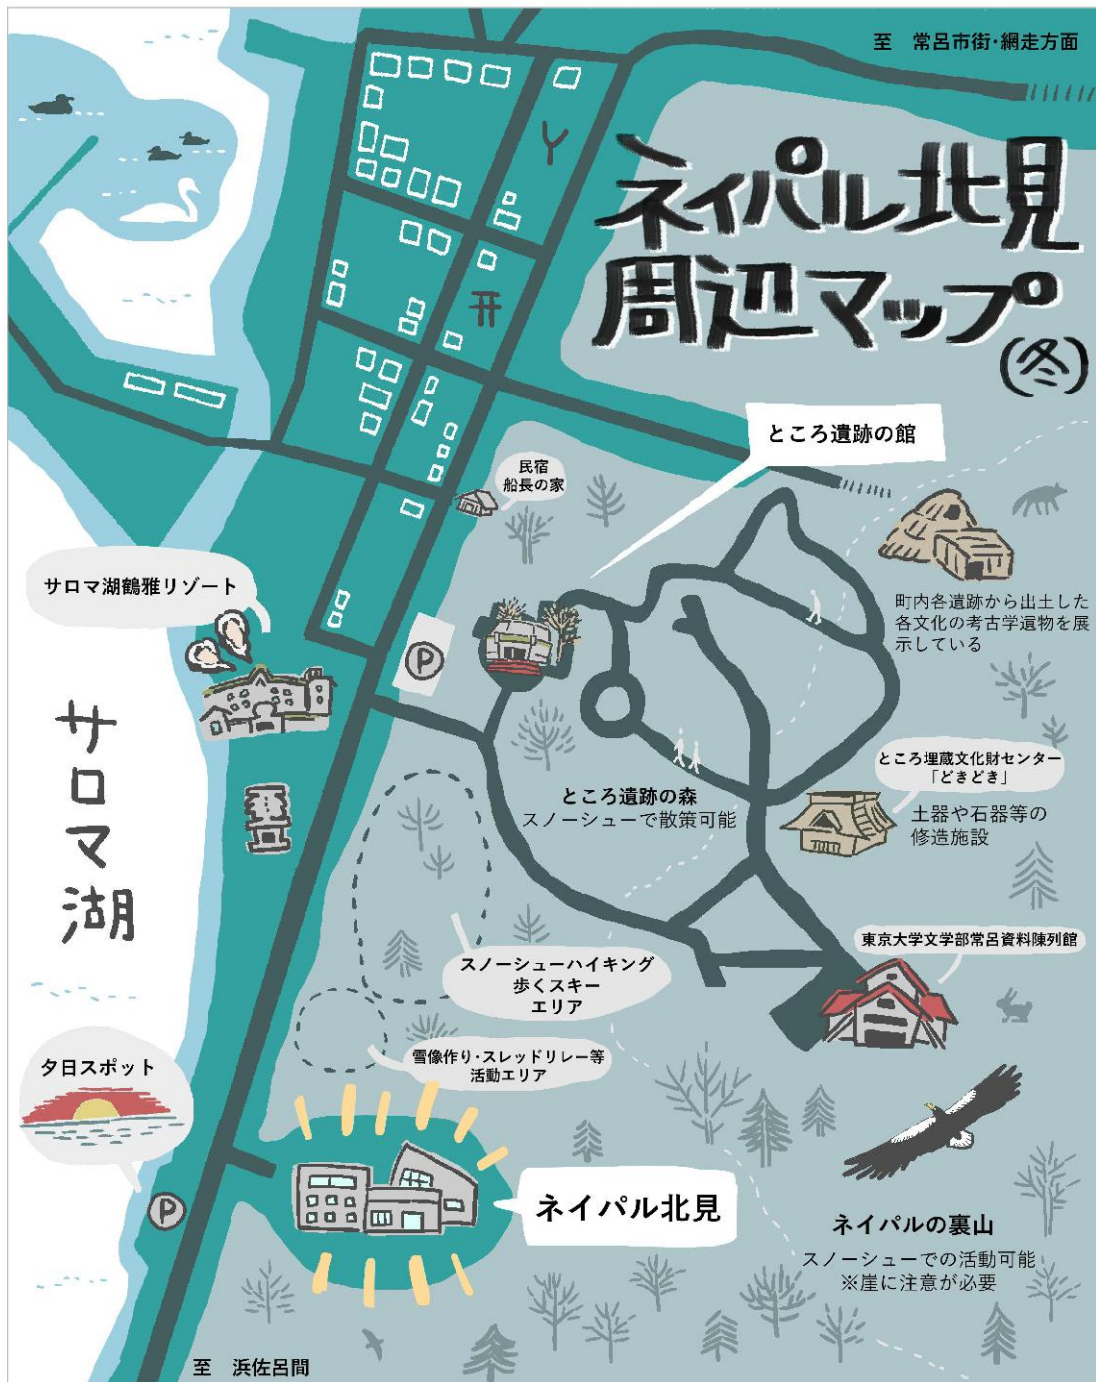 至 常呂市街・網走方面
ネイパル北見
周辺マップ
(冬)
ところ遺跡の館
民宿
船長の家
サロマ湖鶴雅リゾート
町内各遺跡から出土した
各文化の考古学遺物を展
示している
P
サロマ湖
ところ埋蔵文化財センター
「どきどき」
土器や石器等の
修造施設
ところ遺跡の森
スノーシューで散策可能
東京大学文学部常呂資料陳列館
スノーシューハイキング
歩くスキー
エリア
雪像作り・スレッドリレー等
活動エリア
夕日スポット
P
ネイパル北見
ネイパルの裏山
スノーシューでの活動可能
※崖に注意が必要
至 浜佐呂間